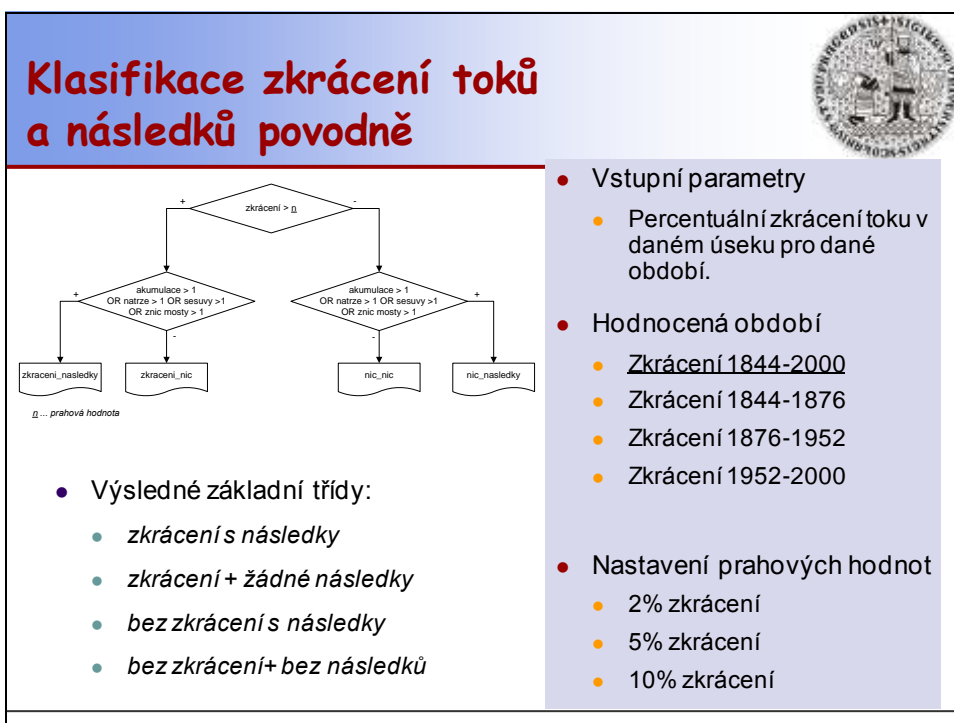 Klasifikace zkrácení toků
a následků povodně
zkrácení > n
+
-
akumulace > 1
OR natrze > 1 OR sesuvy >1
OR znic mosty > 1
+
-
akumulace > 1
OR natrze > 1 OR sesuvy >1
OR znic mosty > 1
+
-
zkraceni_nasledky
zkraceni_nic
nic_nic
nic_nasledky
n ... prahová hodnota
Výsledné základní třídy:
zkrácení s následky
zkrácení + žádné následky
bez zkrácení s následky
bez zkrácení+ bez následků
Vstupní parametry
Percentuální zkrácení toku v
daném úseku pro dané
období.
Hodnocená období
Zkrácení 1844-2000
Zkrácení 1844-1876
Zkrácení 1876-1952
Zkrácení 1952-2000
Nastavení prahových hodnot
2% zkrácení
5% zkrácení
10% zkrácení